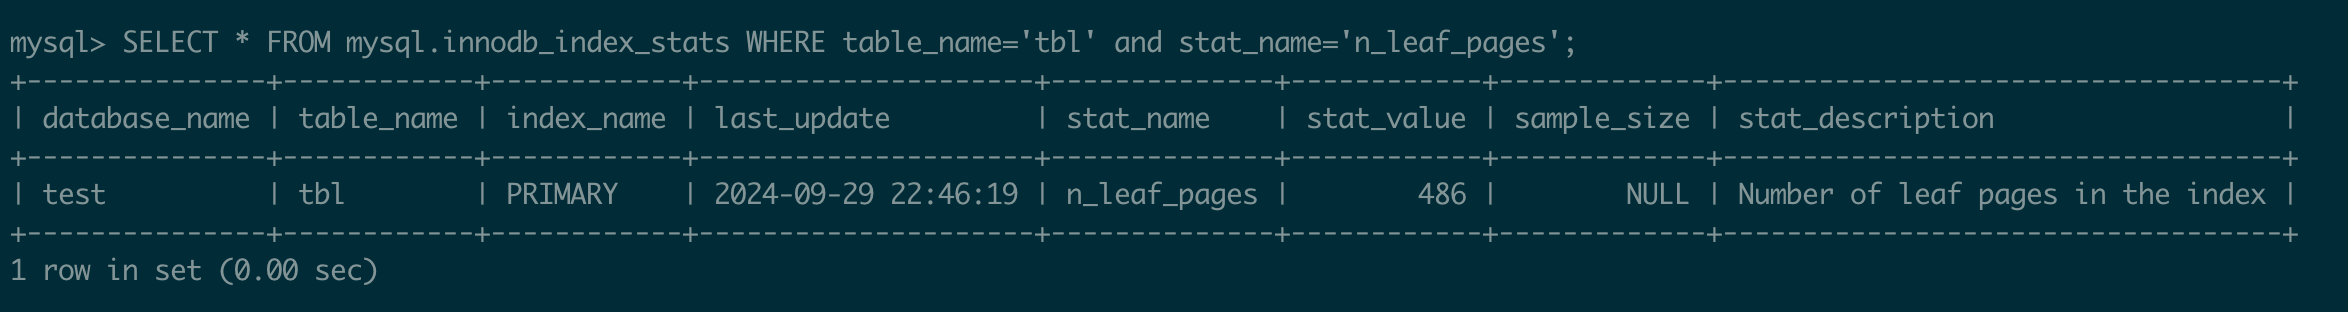 mysql> SELECT * FROM mysql.innodb_index_stats WHERE table_name='tbl' and stat_name='n_leaf_pages';
+---------------+------------+------------+---------------------+--------------+------------+-------------+-----------------------------------+
| database_name | table_name | index_name | last_update         | stat_name    | stat_value | sample_size | stat_description                  |
+---------------+------------+------------+---------------------+--------------+------------+-------------+-----------------------------------+
| test          | tbl        | PRIMARY    | 2024-09-29 22:46:19 | n_leaf_pages |        486 |        NULL | Number of leaf pages in the index |
+---------------+------------+------------+---------------------+--------------+------------+-------------+-----------------------------------+
1 row in set (0.00 sec)